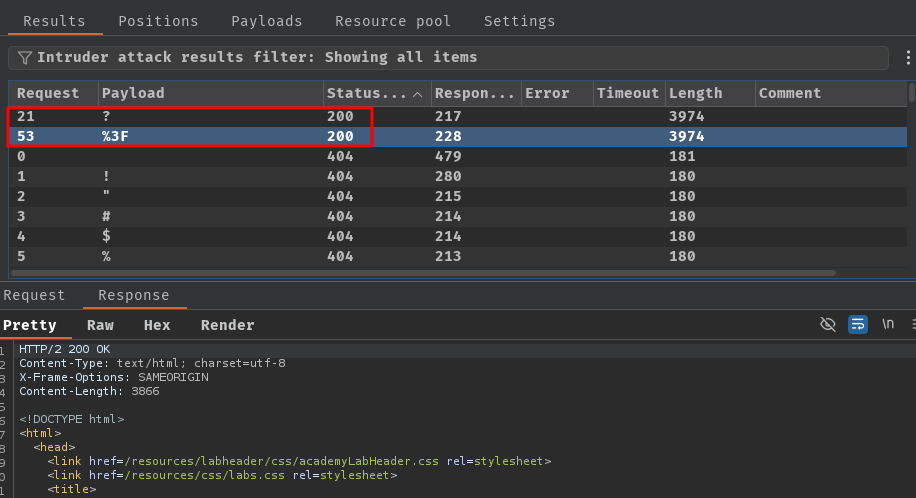 Results Positions Payloads Resource pool Settings
Intruder attack results filter: Showing all items
Request Payload Status... Respon... Error Timeout Length Comment
21 ? 200 217 3974
53 %3F 200 228 3974
0 404 479 181
1 ! 404 280 180
2 " 404 215 180
3 # 404 214 180
4 $ 404 214 180
5 % 404 213 180
Request Response
Pretty Raw Hex Render \n
1 HTTP/2 200 OK
2 Content-Type: text/html; charset=utf-8
3 X-Frame-Options: SAMEORIGIN
4 Content-Length: 3866
5
6 <!DOCTYPE html>
7 <html>
8 <head>
9 <link href=/resources/labheader/css/academyLabHeader.css rel=stylesheet>
0 <link href=/resources/css/labs.css rel=stylesheet>
1 <title>